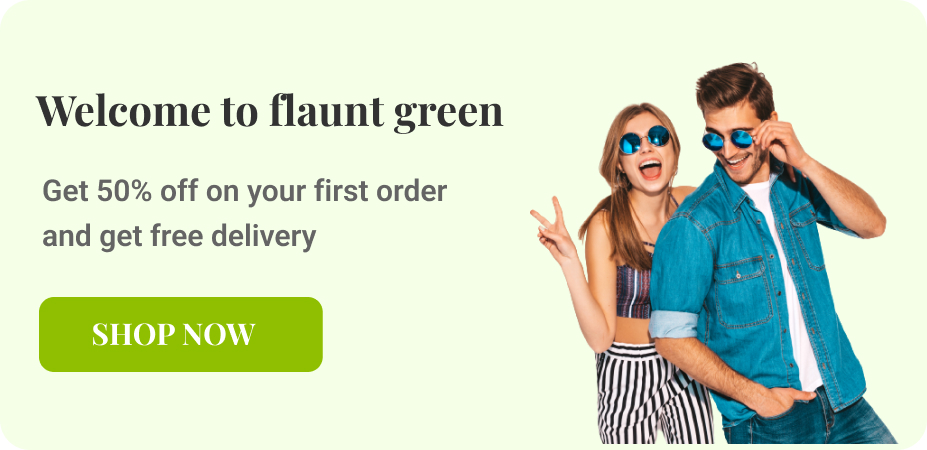 Welcome to flaunt green
Get 50% off on your first order
and get free delivery
SHOP NOW